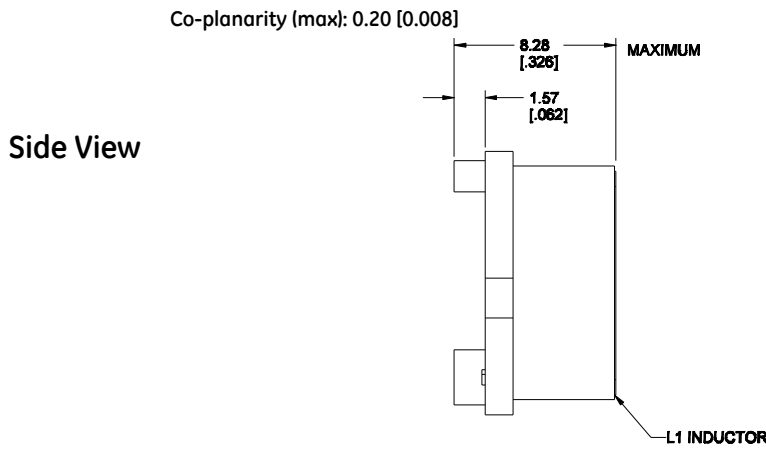 Co-planarity (max): 0.20 [0.008]
8.28
[.326]
MAXIMUM
1.57
[.062]
Side View
L1 INDUCTOR